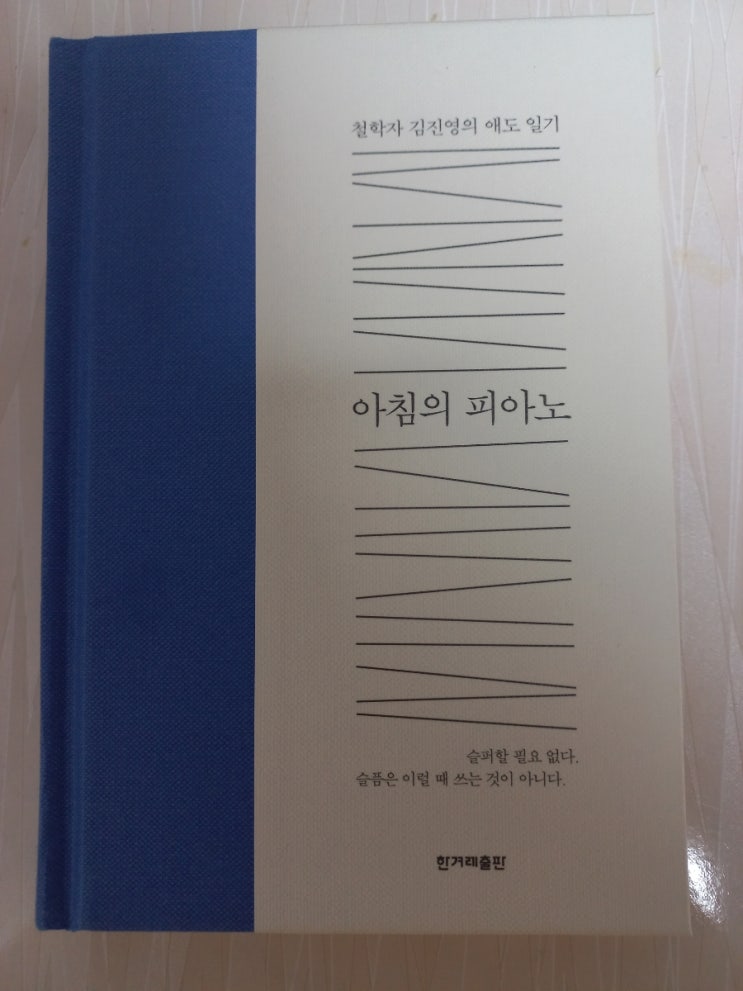 철학자 김진영의 애도 일기
아침의 피아노
슬퍼할 필요 없다.
슬픔은 이럴 때 쓰는 것이 아니다.
한겨레출판